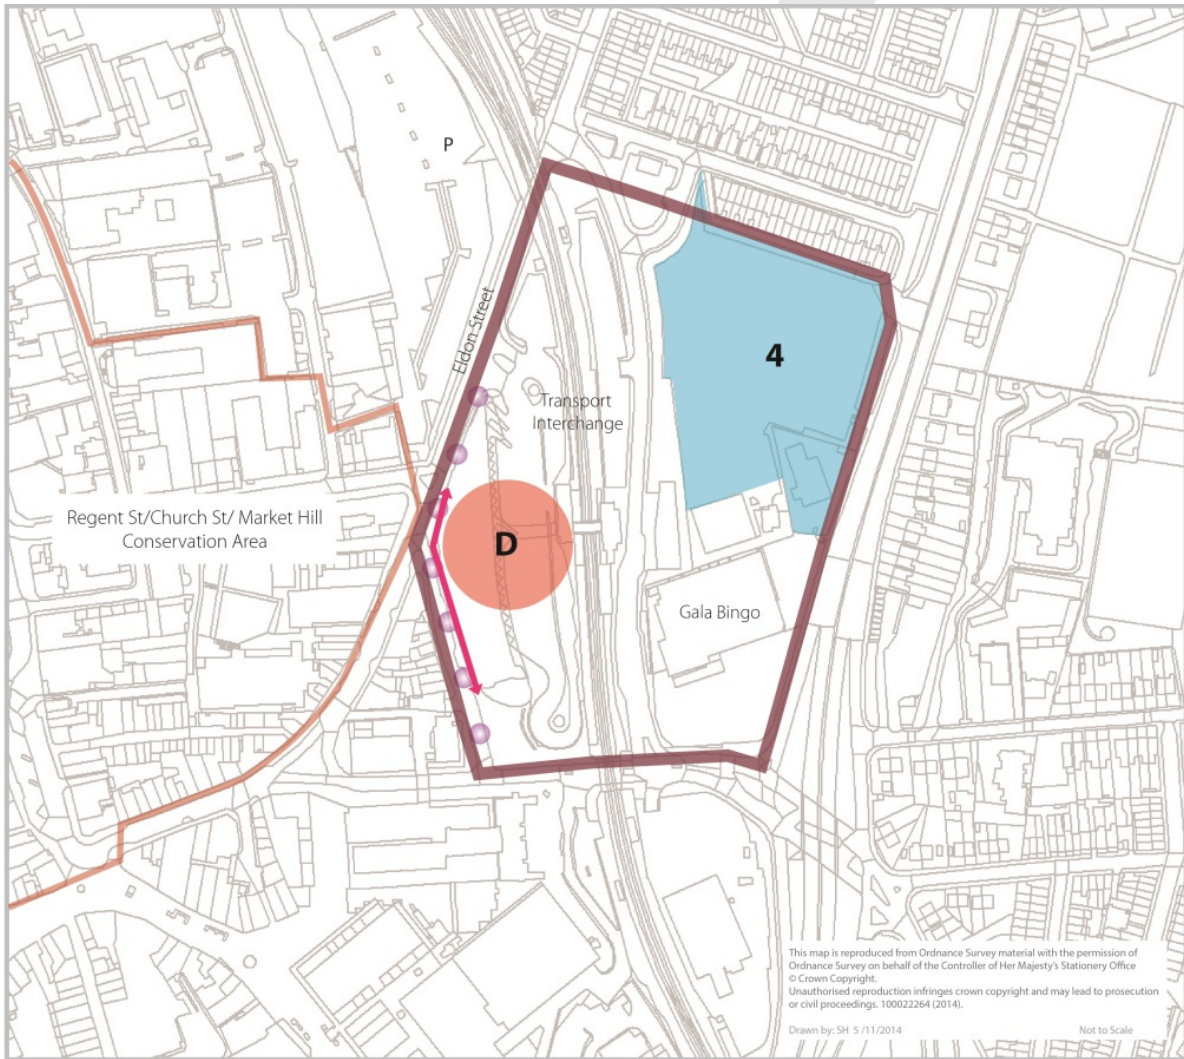 P
Eldon Street
4
Transport
Interchange
Regent St/Church St/ Market Hill
Conservation Area
D
Gala Bingo
This map is reproduced from Ordnance Survey material with the permission of
Ordnance Survey on behalf of the Controller of Her Majesty's Stationery Office
© Crown Copyright.
Unauthorised reproduction infringes crown copyright and may lead to prosecution
or civil proceedings. 100022264 (2014).
Drawn by: SH 5 /11/2014
Not to Scale